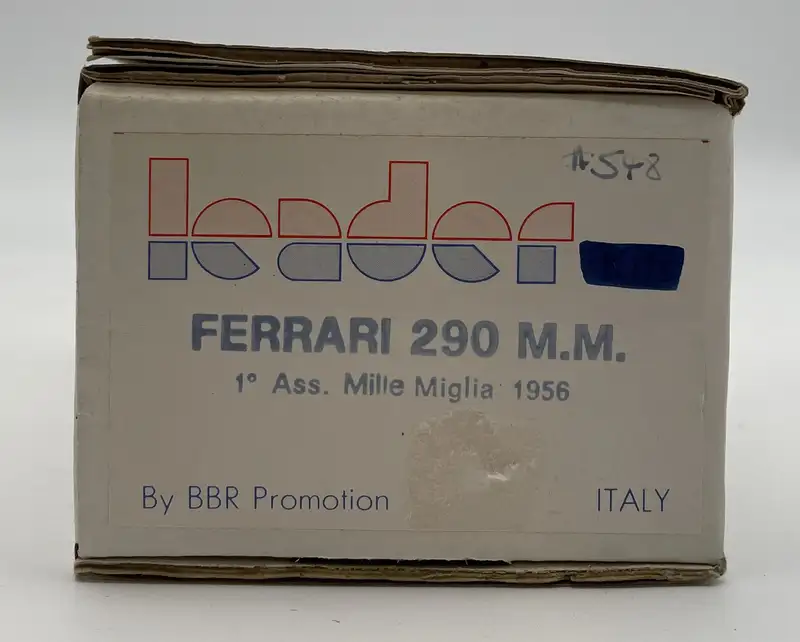 #548
leader
FERRARI 290 M.M.
1° Ass. Mille Miglia 1956
By BBR Promotion ITALY